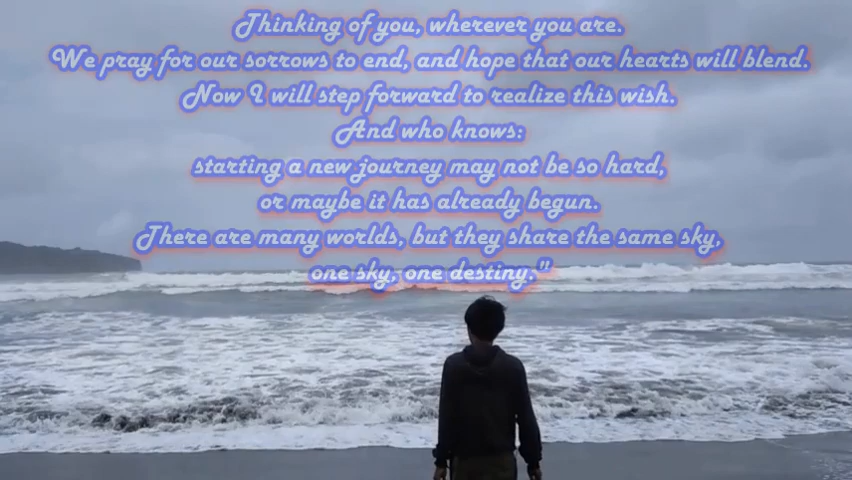 Thinking of you, wherever you are.
We pray for our sorrows to end, and hope that our hearts will blend.
Now I will step forward to realize this wish.
And who knows:
starting a new journey may not be so hard,
or maybe it has already begun.
There are many worlds, but they share the same sky,
one sky, one destiny."